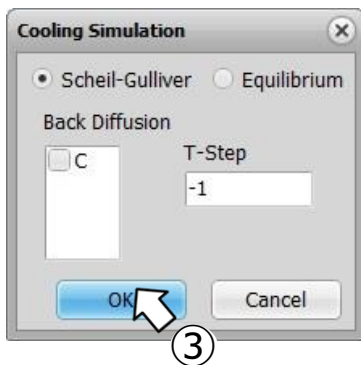 Cooling Simulation
Scheil-Gulliver Equilibrium
Back Diffusion
C
T-Step
-1
OK Cancel
③